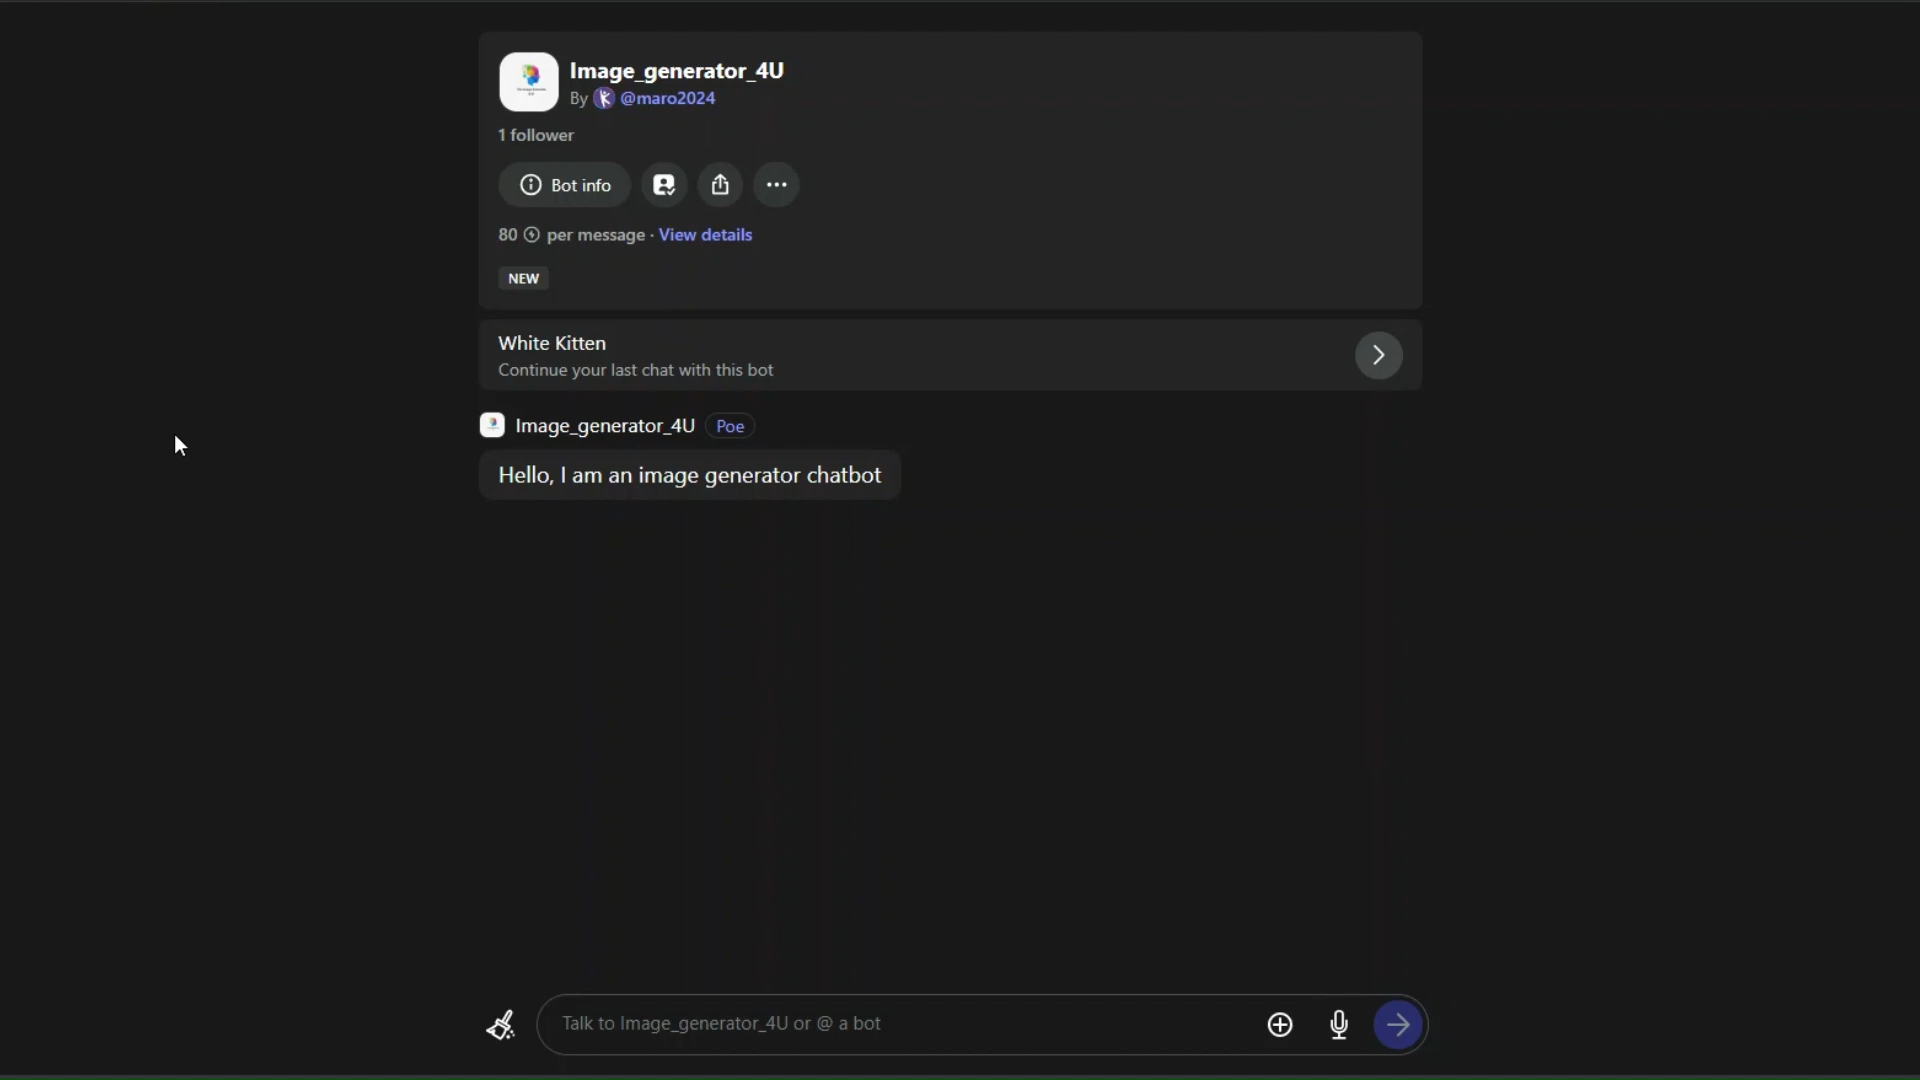 Image_generator_4U
By @maro2024
1 follower
Bot info
80 per message · View details
NEW
White Kitten
Continue your last chat with this bot
Image_generator_4U Poe
Hello, I am an image generator chatbot
Talk to Image_generator_4U or @ a bot